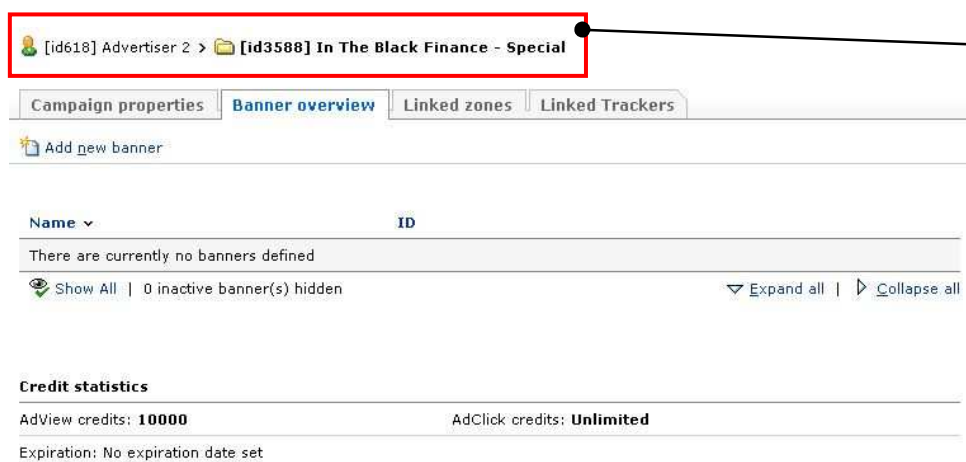 [id618] Advertiser 2 > [id3588] In The Black Finance - Special
Campaign properties Banner overview Linked zones Linked Trackers
Add new banner
Name ID
There are currently no banners defined
Show All | 0 inactive banner(s) hidden Expand all | Collapse all
Credit statistics
AdView credits: 10000 AdClick credits: Unlimited
Expiration: No expiration date set